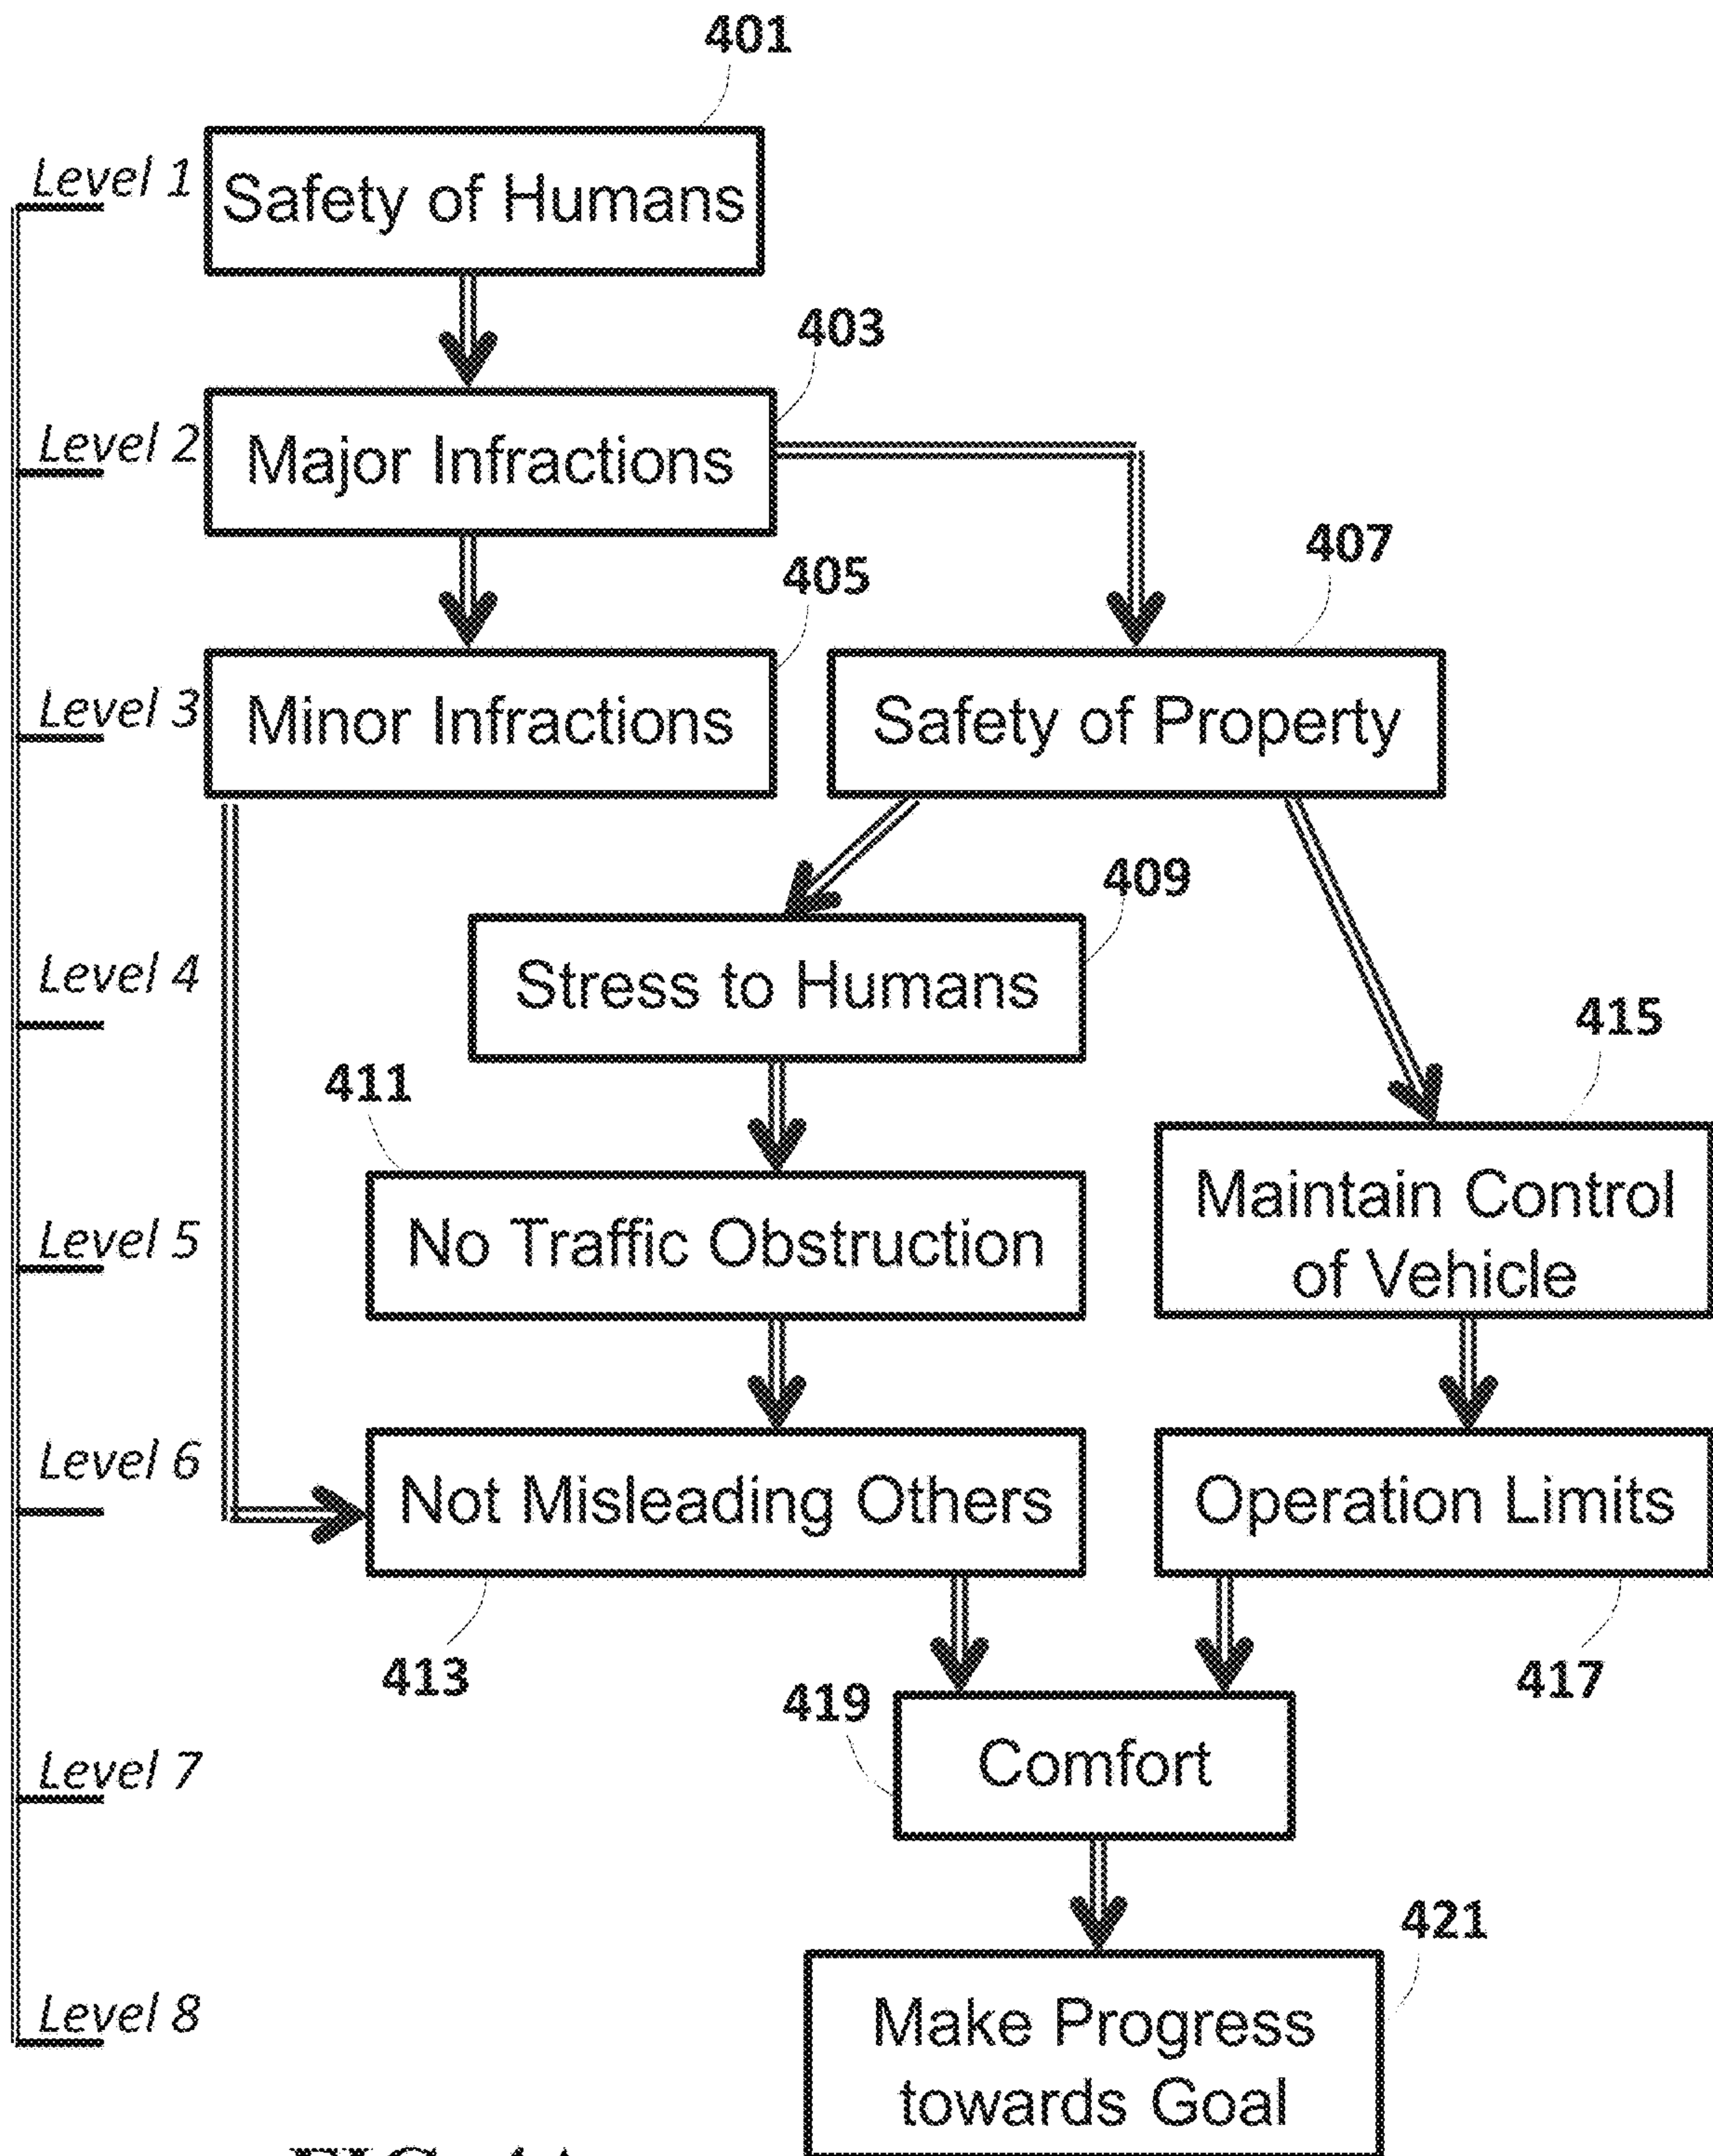 401
Level 1
Safety of Humans
403
Level 2
Major Infractions
405
407
Level 3
Minor Infractions
Safety of Property
409
Level 4
Stress to Humans
415
411
Level 5
No Traffic Obstruction
Maintain Control
of Vehicle
Level 6
Not Misleading Others
Operation Limits
413
417
419
Level 7
Comfort
421
Level 8
Make Progress
towards Goal